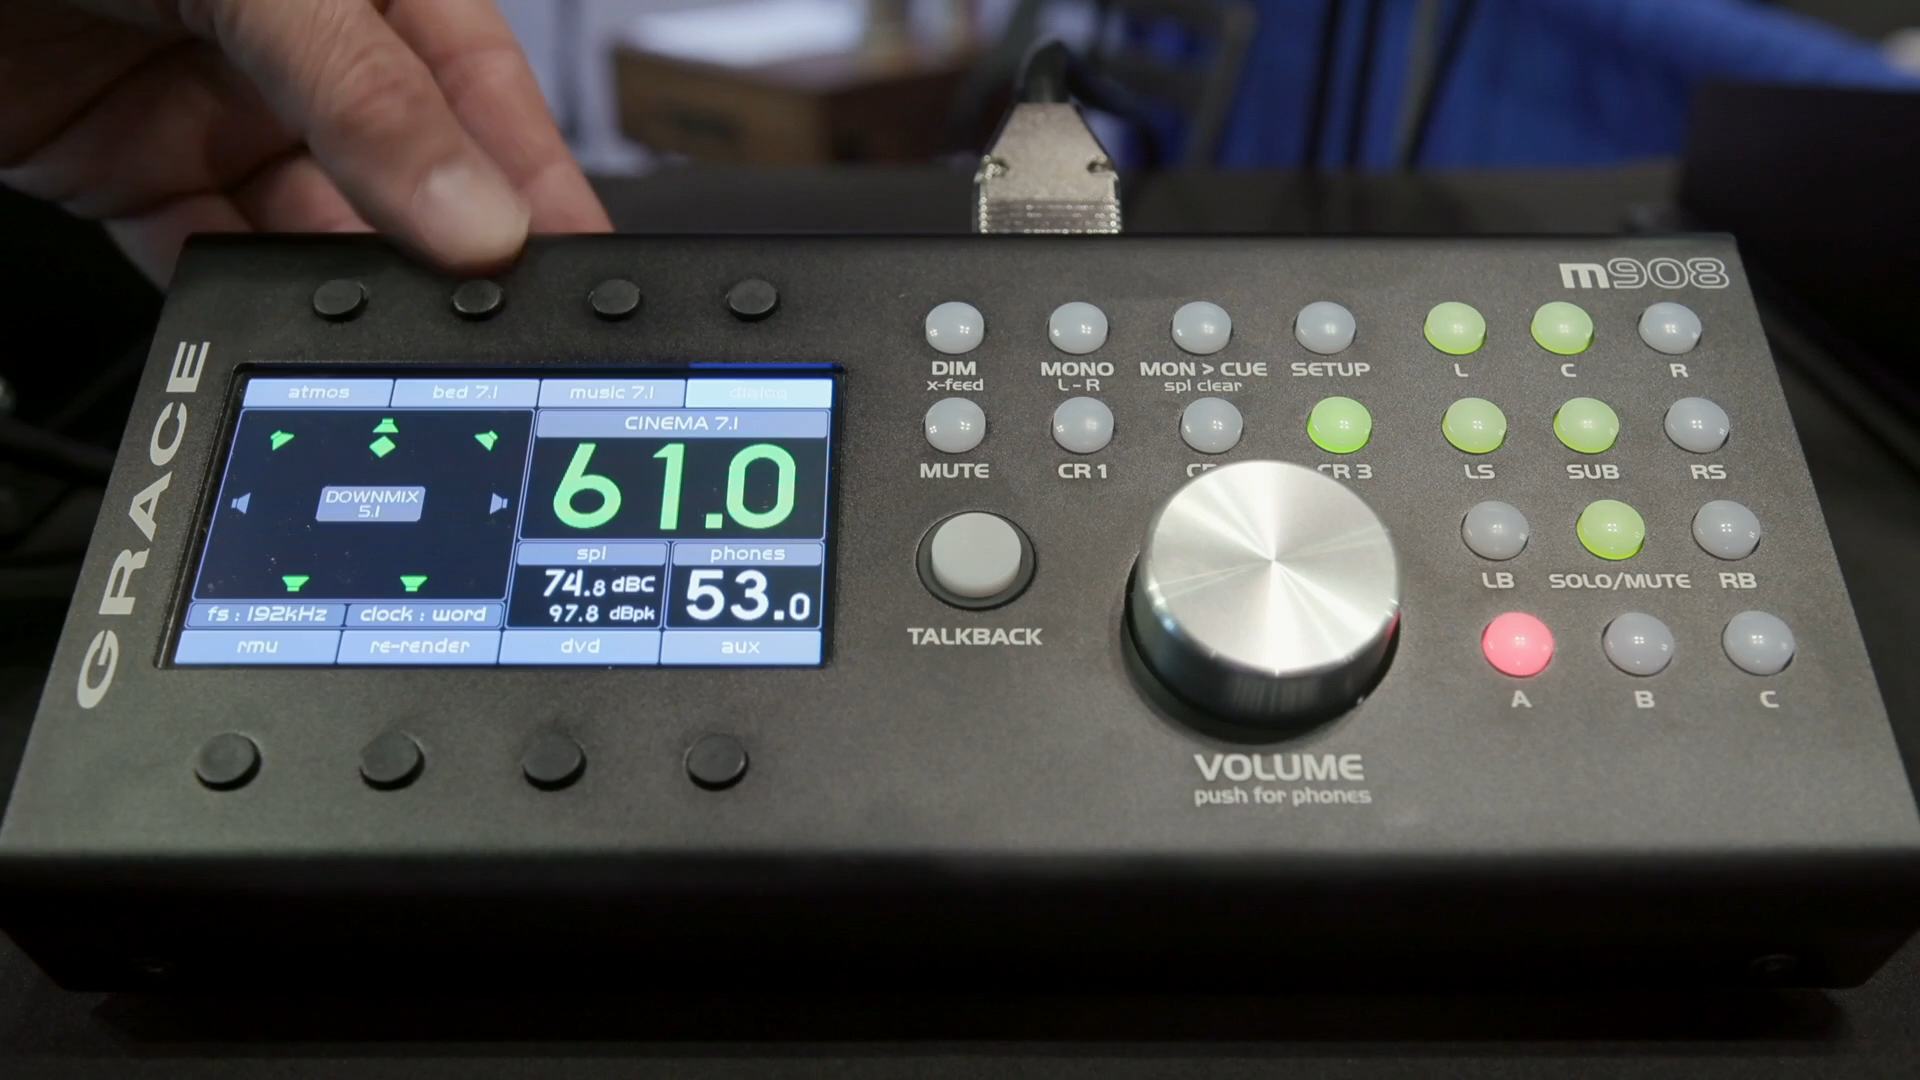 GRACE
m908
atmos
bed 7.1
music 7.1
dialog
CINEMA 7.1
61.0
DOWNMIX
5.1
spl
74.8 dBC
97.8 dBpk
phones
53.0
fs : 192kHz
clock : word
rmu
re-render
dvd
aux
DIM
x-feed
MONO
L - R
MON > CUE
spl clear
SETUP
L
C
R
MUTE
CR 1
CR 3
LS
SUB
RS
TALKBACK
LB
SOLO/MUTE
RB
A
B
C
VOLUME
push for phones